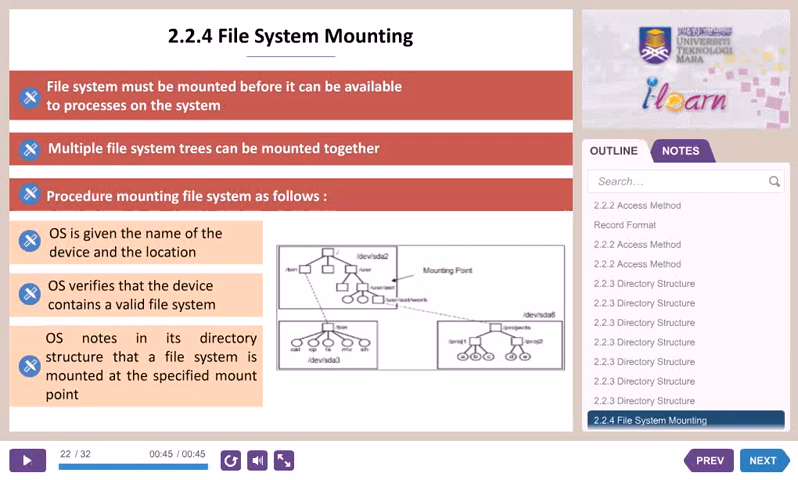 2.2.4 File System Mounting
File system must be mounted before it can be available
to processes on the system
Multiple file system trees can be mounted together
Procedure mounting file system as follows :
OS is given the name of the
device and the location
OS verifies that the device
contains a valid file system
OS notes in its directory
structure that a file system is
mounted at the specified mount
point
/
/dev/sda2
/bin
/usr
Mounting Point
/usr/ast
/usr/ast/work
/dev/sda6
/bin
cat cp ls mv sh
/dev/sda3
/projects
/proj1
/proj2
UNIVERSITI
TEKNOLOGI
MARA
i-learn
OUTLINE
NOTES
Search...
2.2.2 Access Method
Record Format
2.2.2 Access Method
2.2.2 Access Method
2.2.3 Directory Structure
2.2.3 Directory Structure
2.2.3 Directory Structure
2.2.3 Directory Structure
2.2.3 Directory Structure
2.2.3 Directory Structure
2.2.3 Directory Structure
2.2.4 File System Mounting
22 / 32
00:45 / 00:45
PREV
NEXT